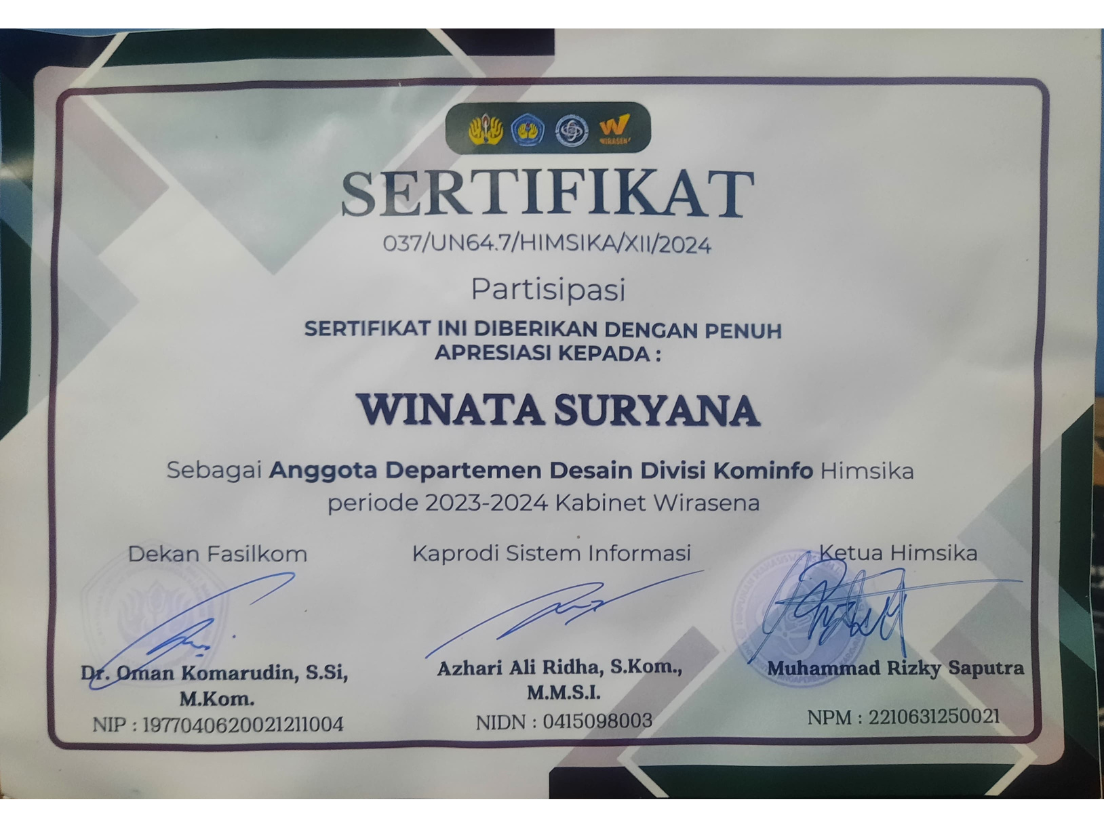 WIRASENA
SERTIFIKAT
037/UN64.7/HIMSIKA/XII/2024
Partisipasi
SERTIFIKAT INI DIBERIKAN DENGAN PENUH
APRESIASI KEPADA :
WINATA SURYANA
Sebagai Anggota Departemen Desain Divisi Kominfo Himsika
periode 2023-2024 Kabinet Wirasena
Dekan Fasilkom
Dr. Oman Komarudin, S.Si,
M.Kom.
NIP : 1977040620021211004
Kaprodi Sistem Informasi
Azhari Ali Ridha, S.Kom.,
M.M.S.I.
NIDN : 0415098003
Ketua Himsika
Muhammad Rizky Saputra
NPM : 2210631250021